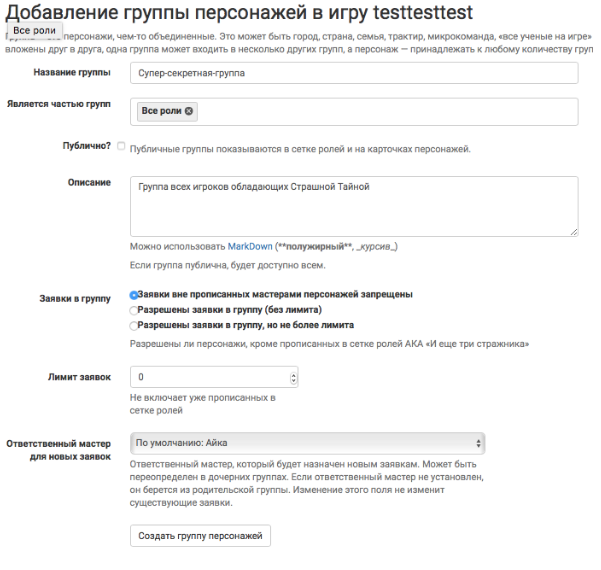 Добавление группы персонажей в игру testtesttest
Все роли
персонажи, чем-то объединенные. Это может быть город, страна, семья, трактир, микрокоманда, «все ученые на игре»
вложены друг в друга, одна группа может входить в несколько других групп, а персонаж — принадлежать к любому количеству груп
Название группы
Супер-секретная-группа
Является частью групп
Все роли
Публично?
Публичные группы показываются в сетке ролей и на карточках персонажей.
Описание
Группа всех игроков обладающих Страшной Тайной
Можно использовать MarkDown (**полужирный**, _курсив_)
Если группа публична, будет доступно всем.
Заявки в группу
Заявки вне прописанных мастерами персонажей запрещены
Разрешены заявки в группу (без лимита)
Разрешены заявки в группу, но не более лимита
Разрешены ли персонажи, кроме прописанных в сетке ролей АКА «И еще три стражника»
Лимит заявок
0
Не включает уже прописанных в
сетке ролей
Ответственный мастер
для новых заявок
По умолчанию: Айка
Ответственный мастер, который будет назначен новым заявкам. Может быть
переопределен в дочерних группах. Если ответственный мастер не установлен,
он берется из родительской группы. Изменение этого поля не изменит
существующие заявки.
Создать группу персонажей